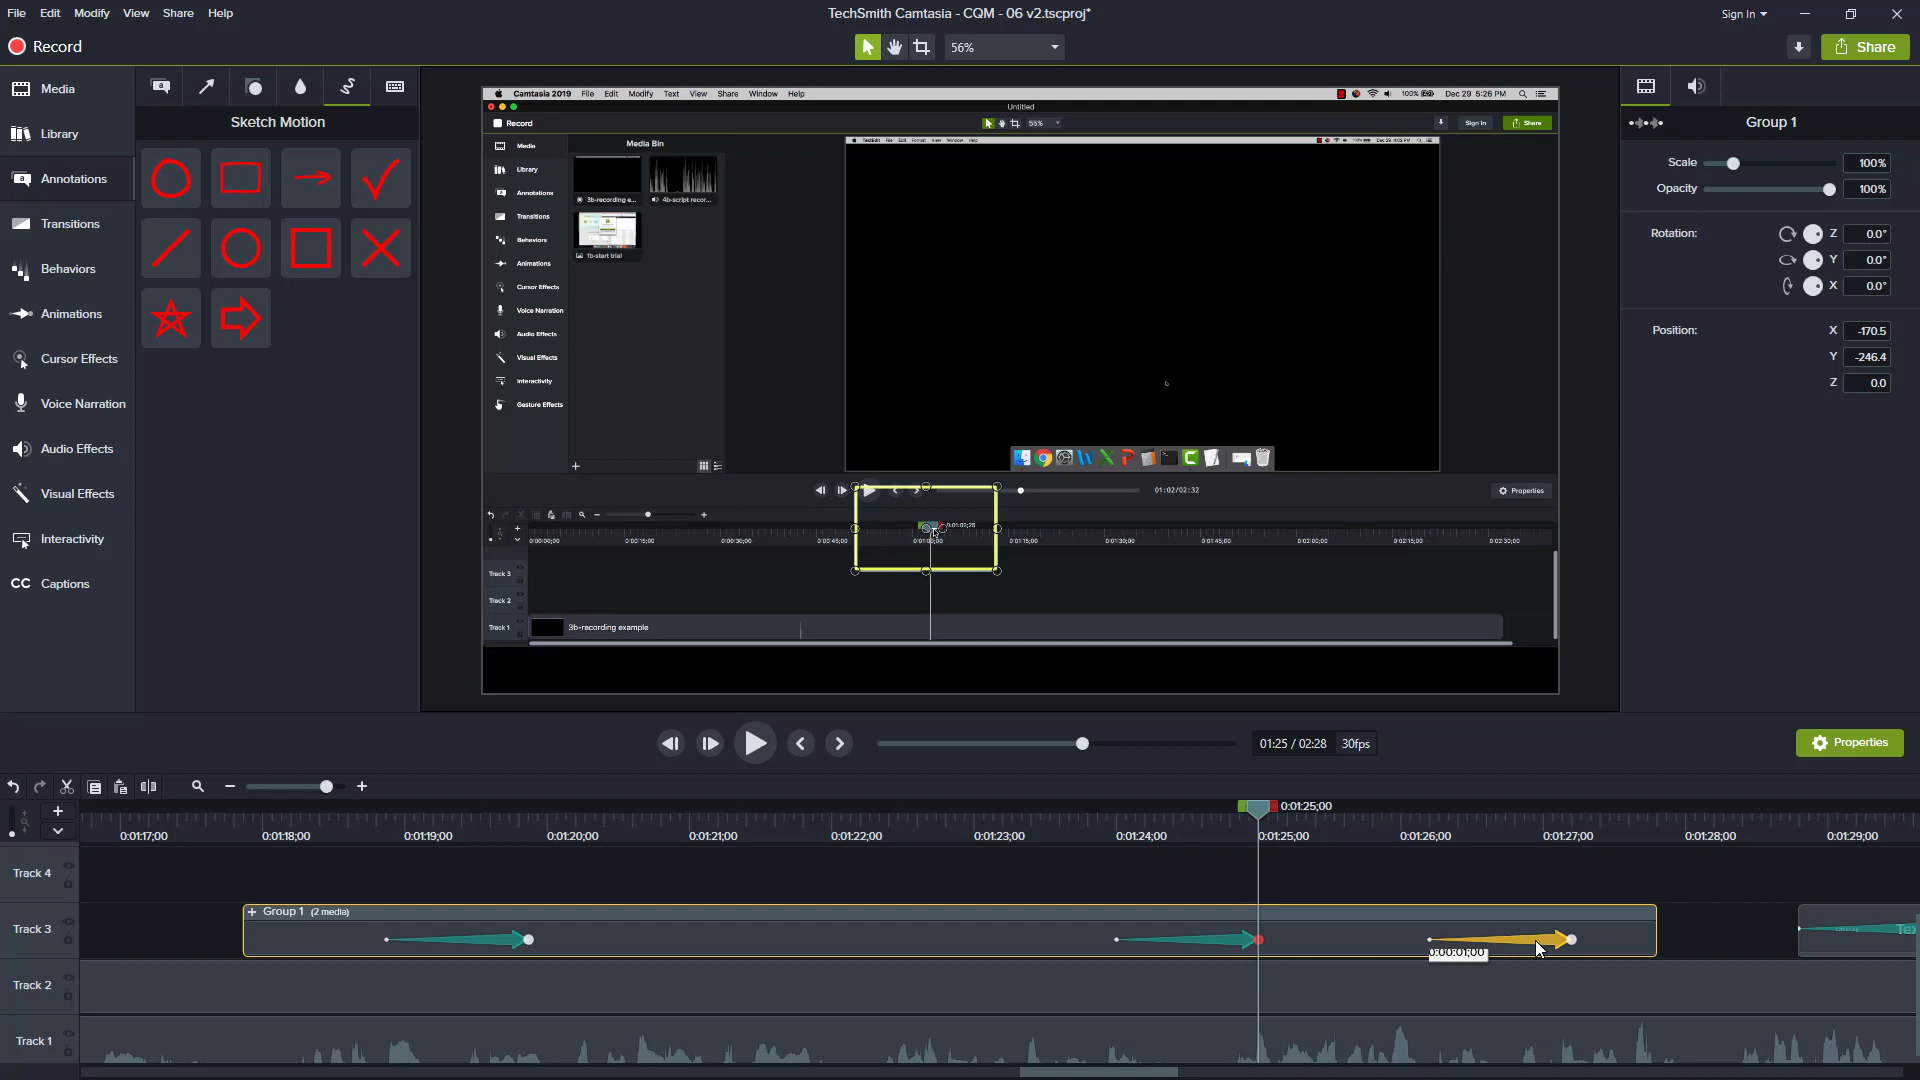 File Edit Modify View Share Help
TechSmith Camtasia - CQM - 06 v2.tscproj*
Sign In
Record
56%
Share
Media
Library
Annotations
Transitions
Behaviors
Animations
Cursor Effects
Voice Narration
Audio Effects
Visual Effects
Interactivity
CC Captions
Sketch Motion
Camtasia 2019 File Edit Modify Text View Share Window Help
100% Dec 29 5:26 PM
Untitled
Record
56%
Sign In
Share
Media
Library
Annotations
Transitions
Behaviors
Animations
Cursor Effects
Voice Narration
Audio Effects
Visual Effects
Interactivity
Gesture Effects
Media Bin
3b-recording e...
4b-script recor...
1b-start trial
01:02/02:32
Properties
0:01:02;28
0:00:00;00 0:00:15;00 0:00:30;00 0:00:45;00 0:01:00;00 0:01:15;00 0:01:30;00 0:01:45;00 0:02:00;00 0:02:15;00 0:02:30;00
Track 3
Track 2
Track 1
3b-recording example
Group 1
Scale 100%
Opacity 100%
Rotation: Z 0.0°
Y 0.0°
X 0.0°
Position: X -170.5
Y -246.4
Z 0.0
01:25 / 02:28 30fps
Properties
0:01:25;00
0:01:17;00 0:01:18;00 0:01:19;00 0:01:20;00 0:01:21;00 0:01:22;00 0:01:23;00 0:01:24;00 0:01:25;00 0:01:26;00 0:01:27;00 0:01:28;00 0:01:29;00
Track 4
Track 3
Group 1 (2 media)
0:00:01;00
Track 2
Track 1